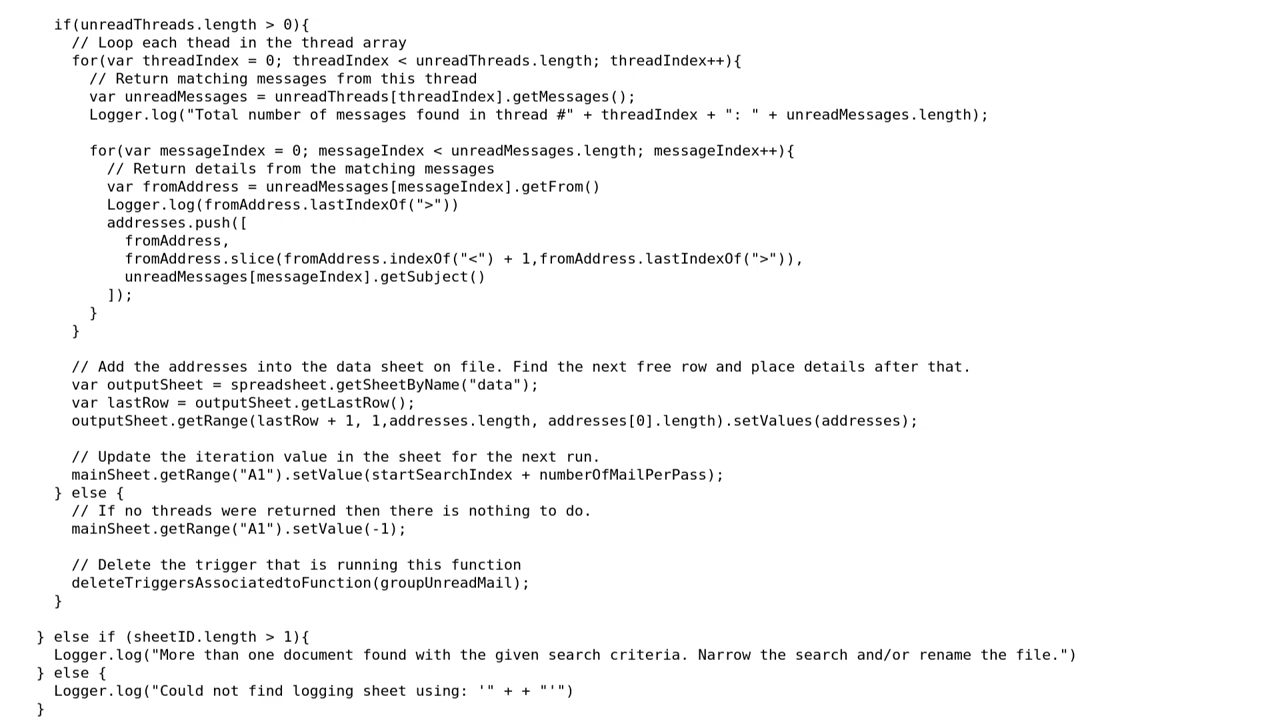 if(unreadThreads.length > 0){
// Loop each thead in the thread array
for(var threadIndex = 0; threadIndex < unreadThreads.length; threadIndex++){
// Return matching messages from this thread
var unreadMessages = unreadThreads[threadIndex].getMessages();
Logger.log("Total number of messages found in thread #" + threadIndex + ": " + unreadMessages.length);
for(var messageIndex = 0; messageIndex < unreadMessages.length; messageIndex++){
// Return details from the matching messages
var fromAddress = unreadMessages[messageIndex].getFrom()
Logger.log(fromAddress.lastIndexOf(">"))
addresses.push([
fromAddress,
fromAddress.slice(fromAddress.indexOf("<") + 1,fromAddress.lastIndexOf(">")),
unreadMessages[messageIndex].getSubject()
]);
}
}
// Add the addresses into the data sheet on file. Find the next free row and place details after that.
var outputSheet = spreadsheet.getSheetByName("data");
var lastRow = outputSheet.getLastRow();
outputSheet.getRange(lastRow + 1, 1,addresses.length, addresses[0].length).setValues(addresses);
// Update the iteration value in the sheet for the next run.
mainSheet.getRange("A1").setValue(startSearchIndex + numberOfMailPerPass);
} else {
// If no threads were returned then there is nothing to do.
mainSheet.getRange("A1").setValue(-1);
// Delete the trigger that is running this function
deleteTriggersAssociatedtoFunction(groupUnreadMail);
}
} else if (sheetID.length > 1){
Logger.log("More than one document found with the given search criteria. Narrow the search and/or rename the file.")
} else {
Logger.log("Could not find logging sheet using: '" + + "'")
}